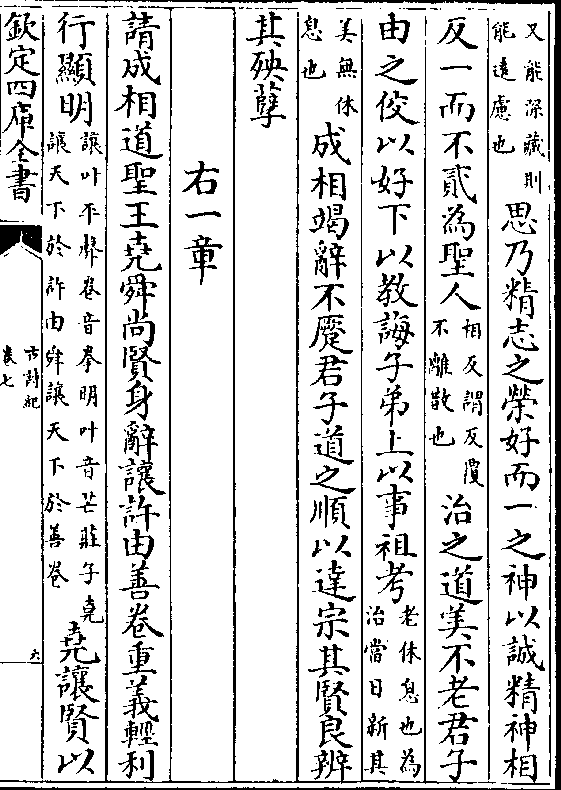 又能深藏則
能遠慮也
思乃精志之榮好而一之神以誠精神相
反一而不貳為聖人
相反謂反覆
不離散也
治之道美不老君子
由之佼以好下以教誨子弟上以事祖考
老休息也為
治當日新其
美無休
息也
成相竭辭不蹷君子道之順以達宗其賢良辨
其殃孽
右一章
請成相道聖王堯舜尚賢身辭讓許由善卷重義輕利
行顯明
讓叶平聲卷音拳明叶音芒莊子堯
讓天下於許由舜讓天下於善卷
堯讓賢以
欽定四庫全書
古詩紀
卷七
六